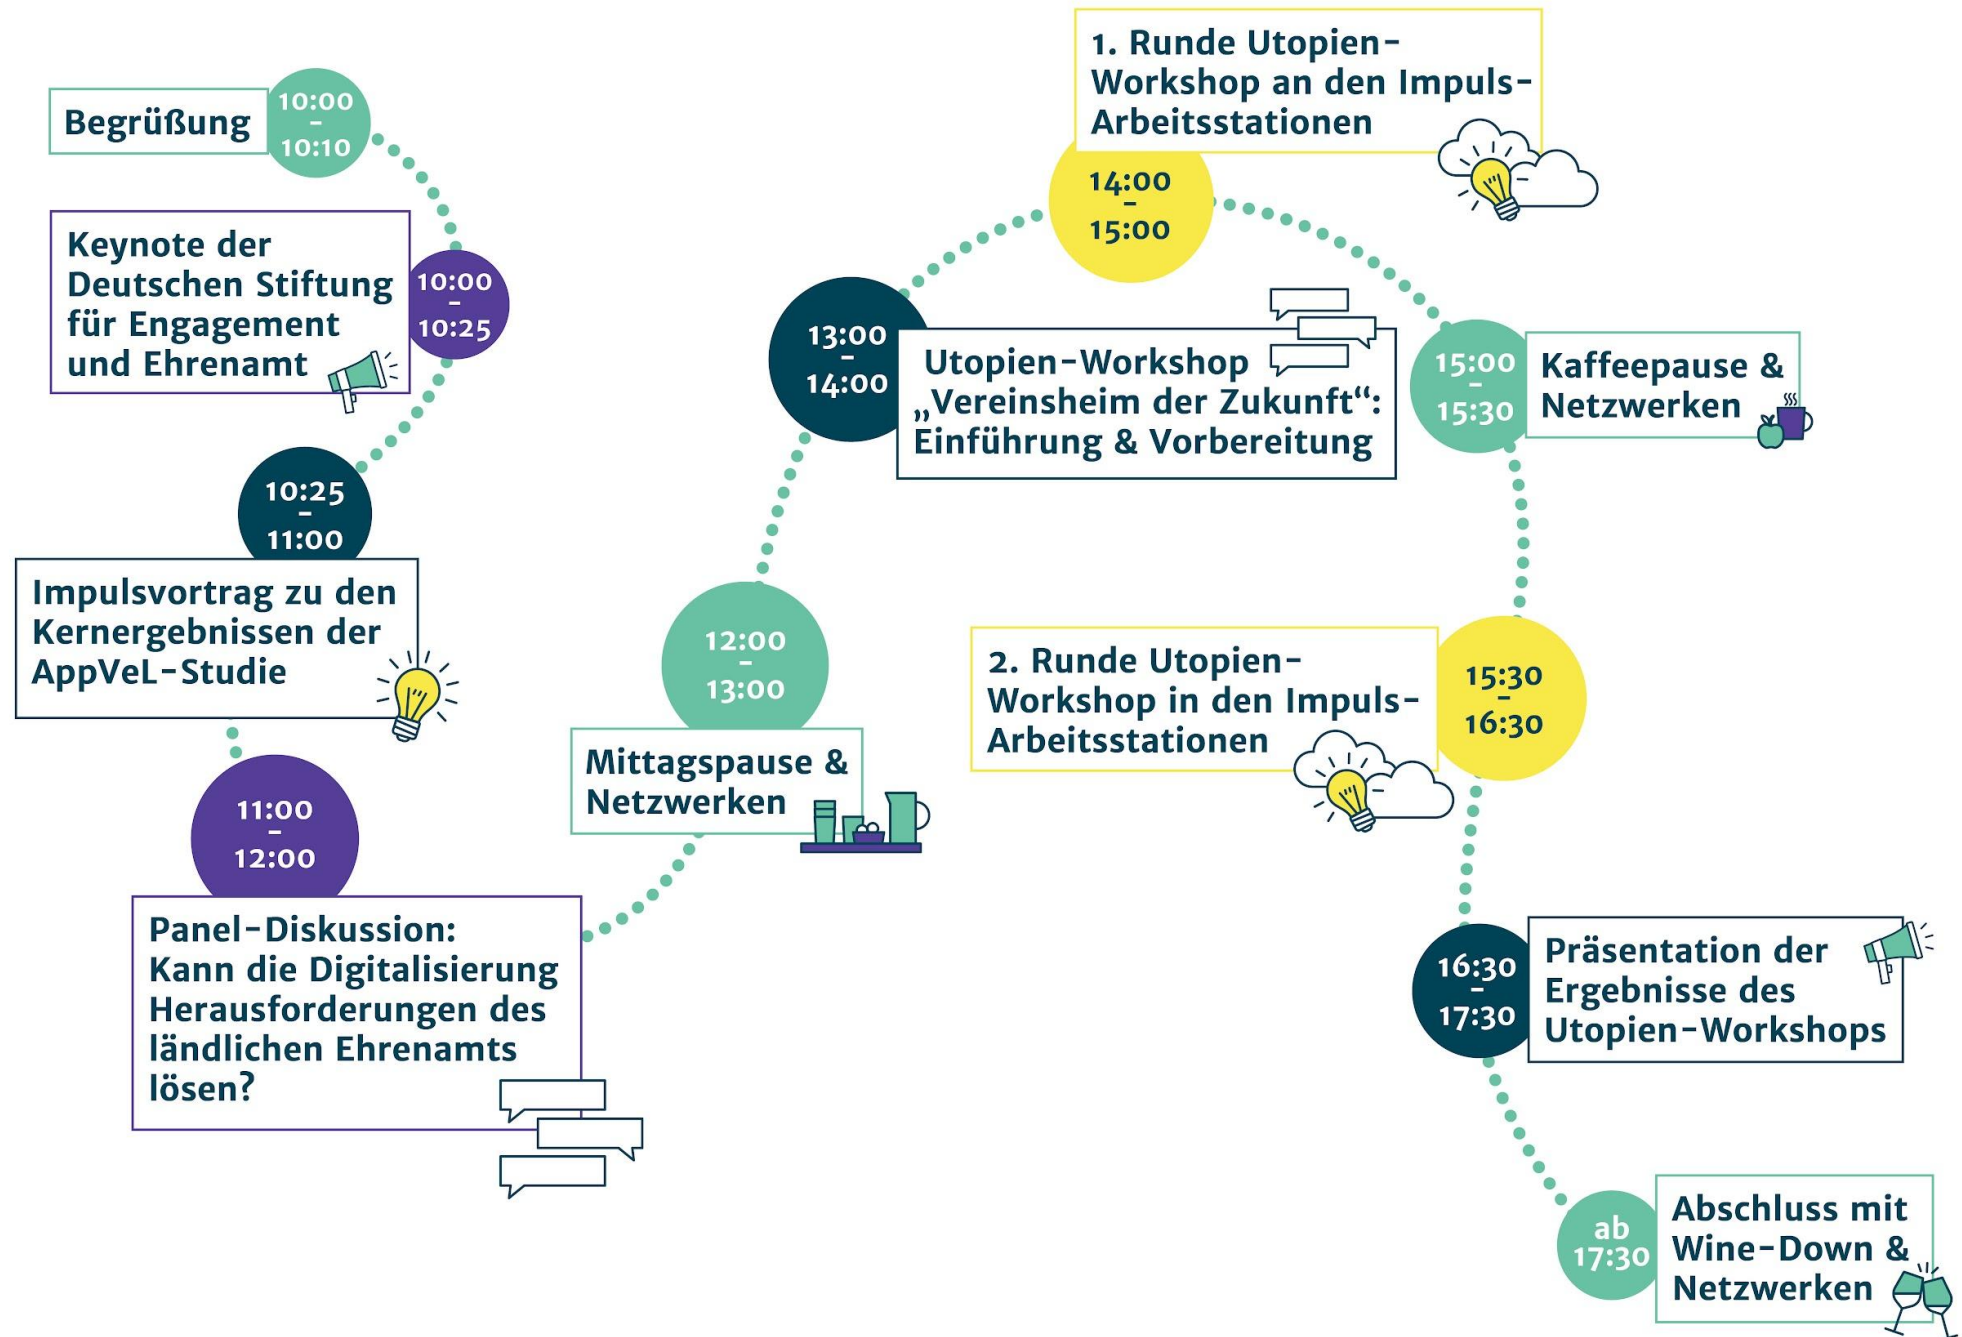 Begrüßung
10:00
–
10:10
Keynote der
Deutschen Stiftung
für Engagement
und Ehrenamt
10:00
–
10:25
10:25
–
11:00
Impulsvortrag zu den
Kernergebnissen der
AppVeL-Studie
11:00
–
12:00
Panel-Diskussion:
Kann die Digitalisierung
Herausforderungen des
ländlichen Ehrenamts
lösen?
12:00
–
13:00
Mittagspause &
Netzwerken
13:00
–
14:00
Utopien-Workshop
„Vereinsheim der Zukunft“:
Einführung & Vorbereitung
1. Runde Utopien-
Workshop an den Impuls-
Arbeitsstationen
14:00
–
15:00
15:00
–
15:30
Kaffeepause &
Netzwerken
2. Runde Utopien-
Workshop in den Impuls-
Arbeitsstationen
15:30
–
16:30
16:30
–
17:30
Präsentation der
Ergebnisse des
Utopien-Workshops
ab
17:30
Abschluss mit
Wine-Down &
Netzwerken